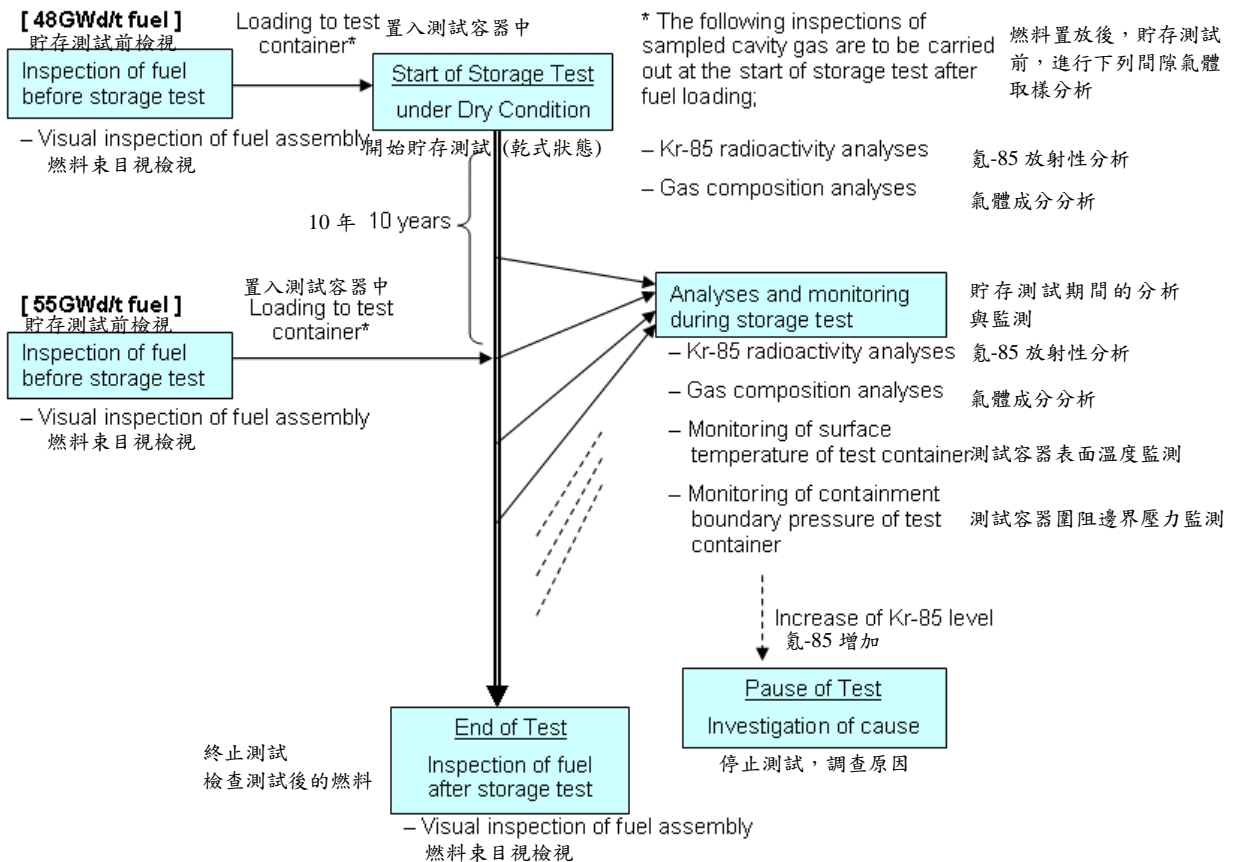 [ 48GWd/t fuel ]
貯存測試前檢視
Inspection of fuel
before storage test
– Visual inspection of fuel assembly
燃料束目視檢視
Loading to test
container*
置入測試容器中
Start of Storage Test
under Dry Condition
開始貯存測試 (乾式狀態)
* The following inspections of
sampled cavity gas are to be carried
out at the start of storage test after
fuel loading;
燃料置放後，貯存測試
前，進行下列間隙氣體
取樣分析
– Kr-85 radioactivity analyses
氪-85 放射性分析
– Gas composition analyses
氣體成分分析
10 年 10 years
[ 55GWd/t fuel ]
貯存測試前檢視
Inspection of fuel
before storage test
– Visual inspection of fuel assembly
燃料束目視檢視
置入測試容器中
Loading to test
container*
Analyses and monitoring
during storage test
貯存測試期間的分析
與監測
– Kr-85 radioactivity analyses
氪-85 放射性分析
– Gas composition analyses
氣體成分分析
– Monitoring of surface
temperature of test container
測試容器表面溫度監測
– Monitoring of containment
boundary pressure of test
container
測試容器圍阻邊界壓力監測
Increase of Kr-85 level
氪-85 增加
Pause of Test
Investigation of cause
停止測試，調查原因
終止測試
檢查測試後的燃料
End of Test
Inspection of fuel
after storage test
– Visual inspection of fuel assembly
燃料束目視檢視